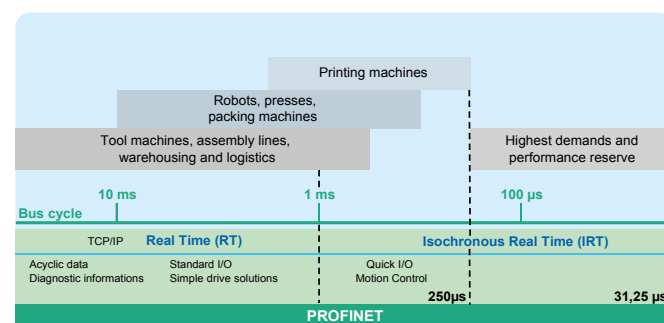 Printing machines
Robots, presses,
packing machines
Tool machines, assembly lines,
warehousing and logistics
Highest demands and
performance reserve
10 ms
1 ms
100 µs
Bus cycle
TCP/IP
Real Time (RT)
Isochronous Real Time (IRT)
Acyclic data
Diagnostic informations
Standard I/O
Simple drive solutions
Quick I/O
Motion Control
250µs
31,25 µs
PROFINET